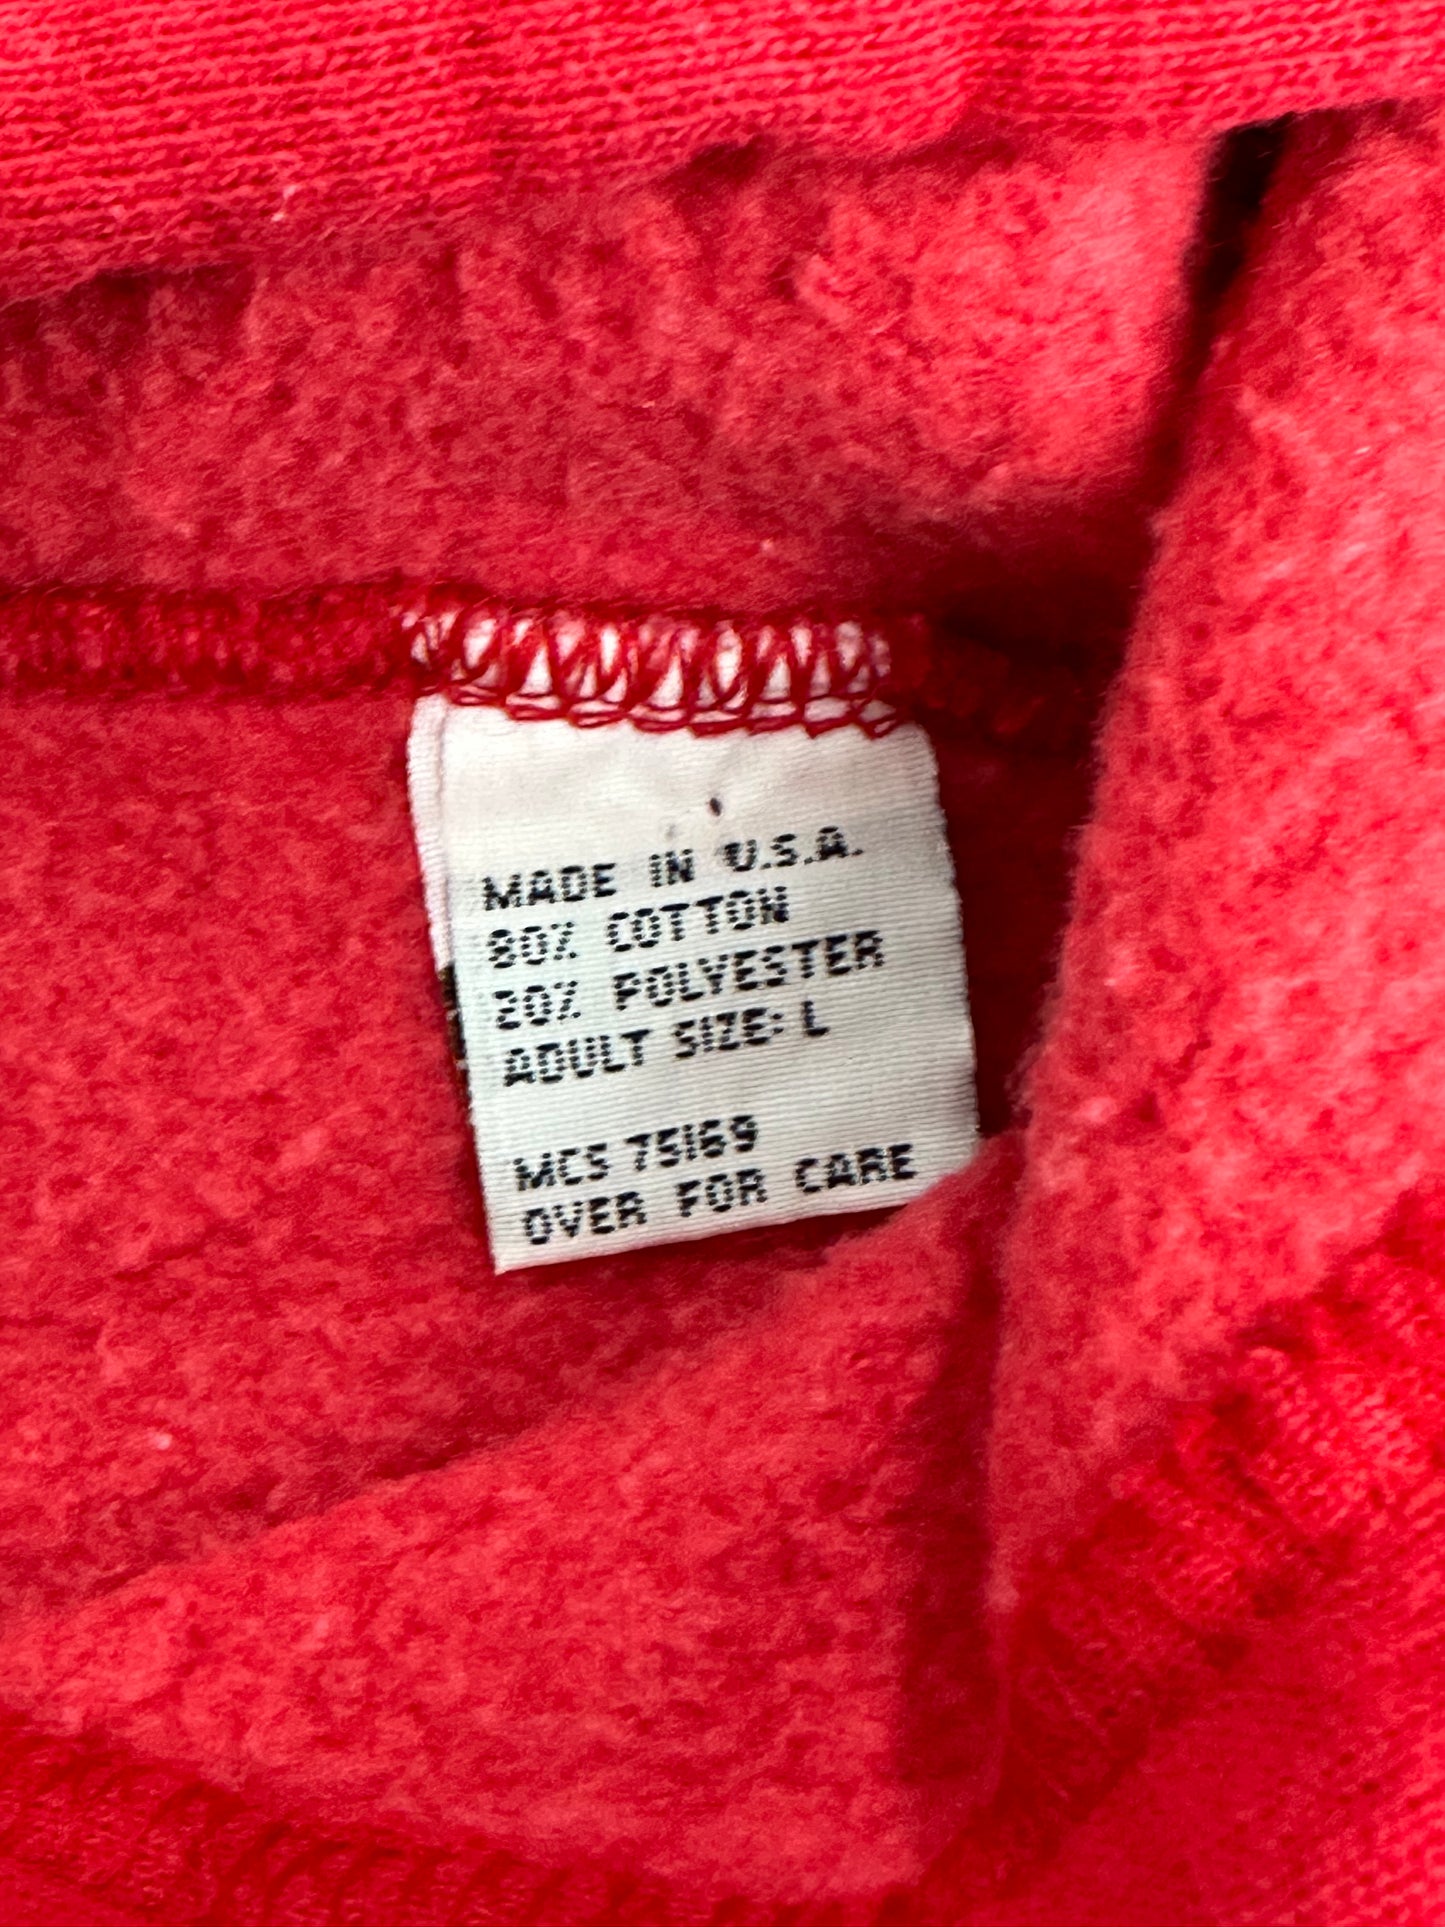 MADE IN U.S.A.
80% COTTON
20% POLYESTER
ADULT SIZE: L
MCS 75169
OVER FOR CARE